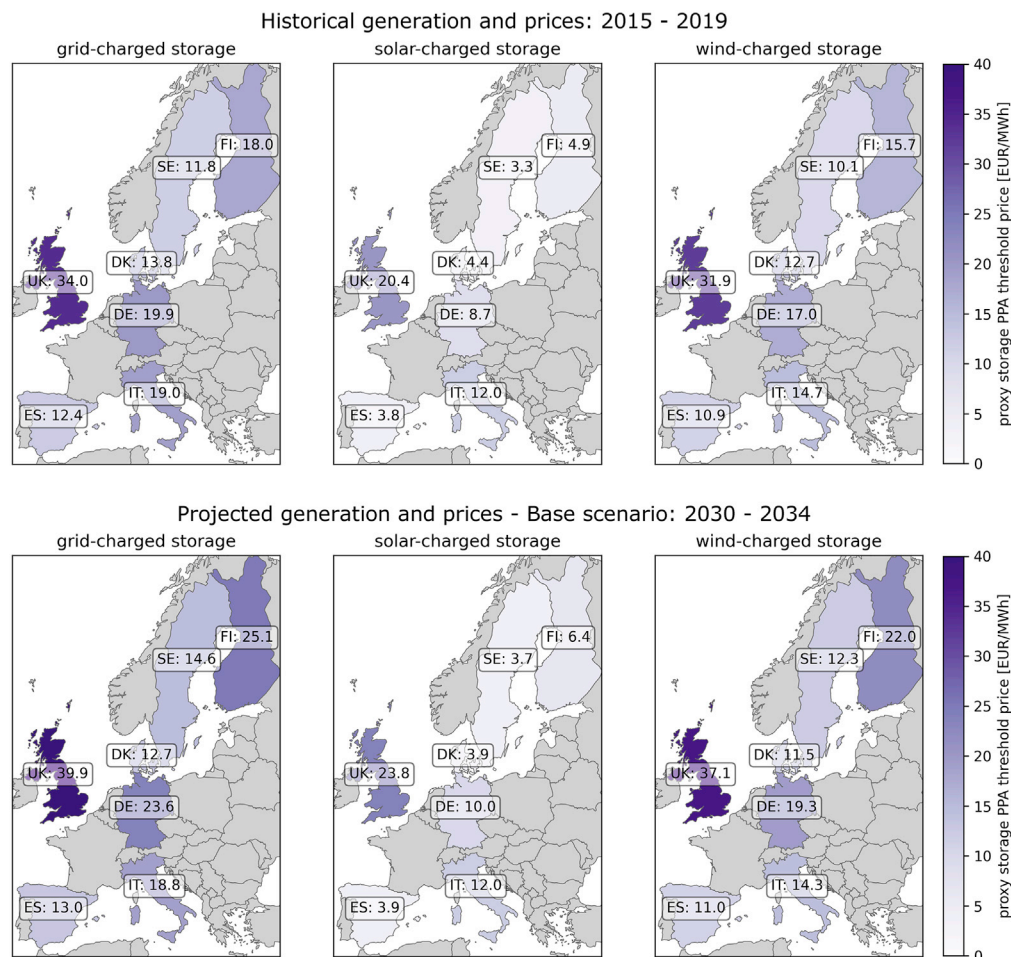 Historical generation and prices: 2015 - 2019
grid-charged storage
solar-charged storage
wind-charged storage
FI: 18.0
SE: 11.8
DK: 13.8
UK: 34.0
DE: 19.9
IT: 19.0
ES: 12.4
FI: 4.9
SE: 3.3
DK: 4.4
UK: 20.4
DE: 8.7
IT: 12.0
ES: 3.8
FI: 15.7
SE: 10.1
DK: 12.7
UK: 31.9
DE: 17.0
IT: 14.7
ES: 10.9
40
35
30
25
20
15
10
5
0
proxy storage PPA threshold price [EUR/MWh]
Projected generation and prices - Base scenario: 2030 - 2034
grid-charged storage
solar-charged storage
wind-charged storage
FI: 25.1
SE: 14.6
DK: 12.7
UK: 39.9
DE: 23.6
IT: 18.8
ES: 13.0
FI: 6.4
SE: 3.7
DK: 3.9
UK: 23.8
DE: 10.0
IT: 12.0
ES: 3.9
FI: 22.0
SE: 12.3
DK: 11.5
UK: 37.1
DE: 19.3
IT: 14.3
ES: 11.0
40
35
30
25
20
15
10
5
0
proxy storage PPA threshold price [EUR/MWh]